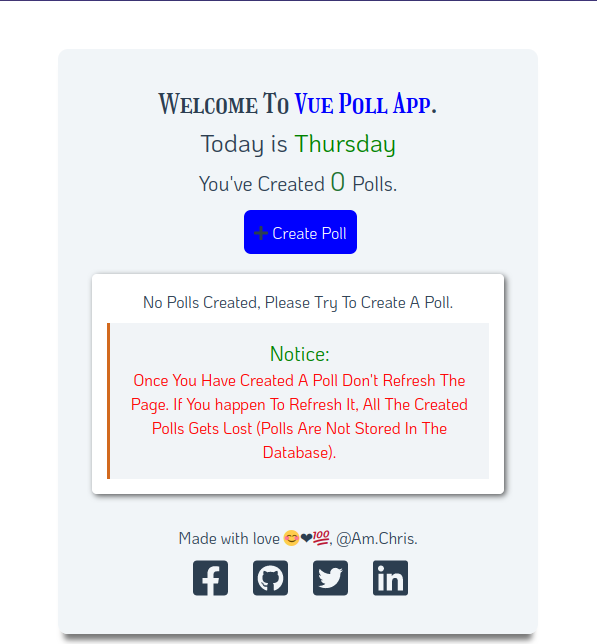 Welcome To Vue Poll App.
Today is Thursday
You've Created 0 Polls.
➕ Create Poll
No Polls Created, Please Try To Create A Poll.
Notice:
Once You Have Created A Poll Don't Refresh The
Page. If You happen To Refresh It, All The Created
Polls Gets Lost (Polls Are Not Stored In The
Database).
Made with love 😊❤💯, @Am.Chris.